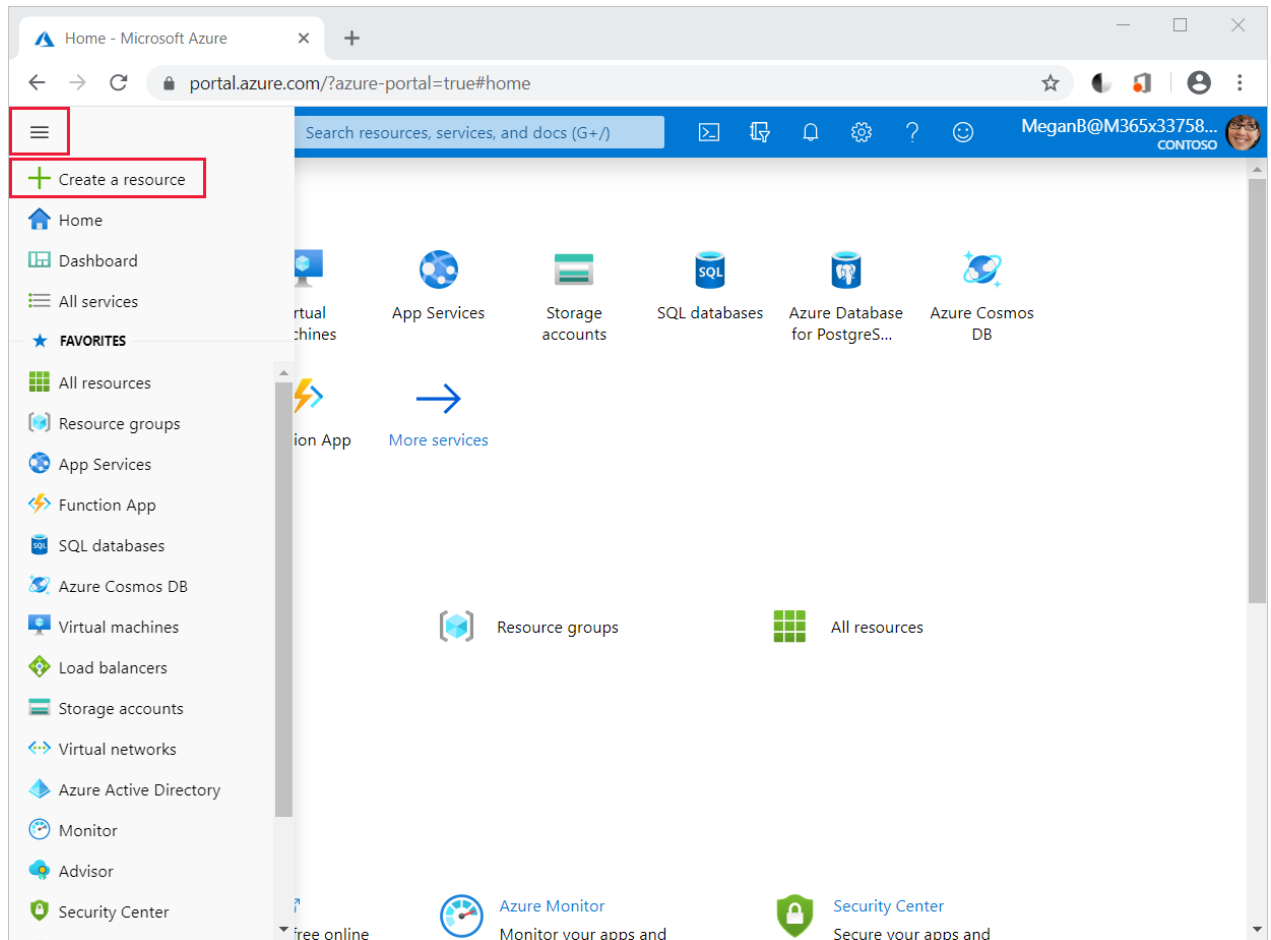 Home - Microsoft Azure
portal.azure.com/?azure-portal=true#home
Search resources, services, and docs (G+/)
MeganB@M365x33758...
CONTOSO
Create a resource
Home
Dashboard
All services
FAVORITES
All resources
Resource groups
App Services
Function App
SQL databases
Azure Cosmos DB
Virtual machines
Load balancers
Storage accounts
Virtual networks
Azure Active Directory
Monitor
Advisor
Security Center
rtual
chines
App Services
Storage
accounts
SQL
SQL databases
Azure Database
for PostgreS...
Azure Cosmos
DB
ion App
More services
Resource groups
All resources
free online
Azure Monitor
Monitor your apps and
Security Center
Secure your apps and